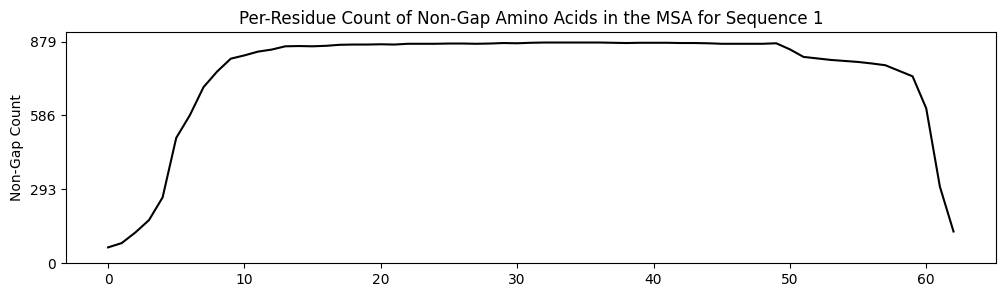 Per-Residue Count of Non-Gap Amino Acids in the MSA for Sequence 1
Non-Gap Count
879
586
293
0
0 10 20 30 40 50 60